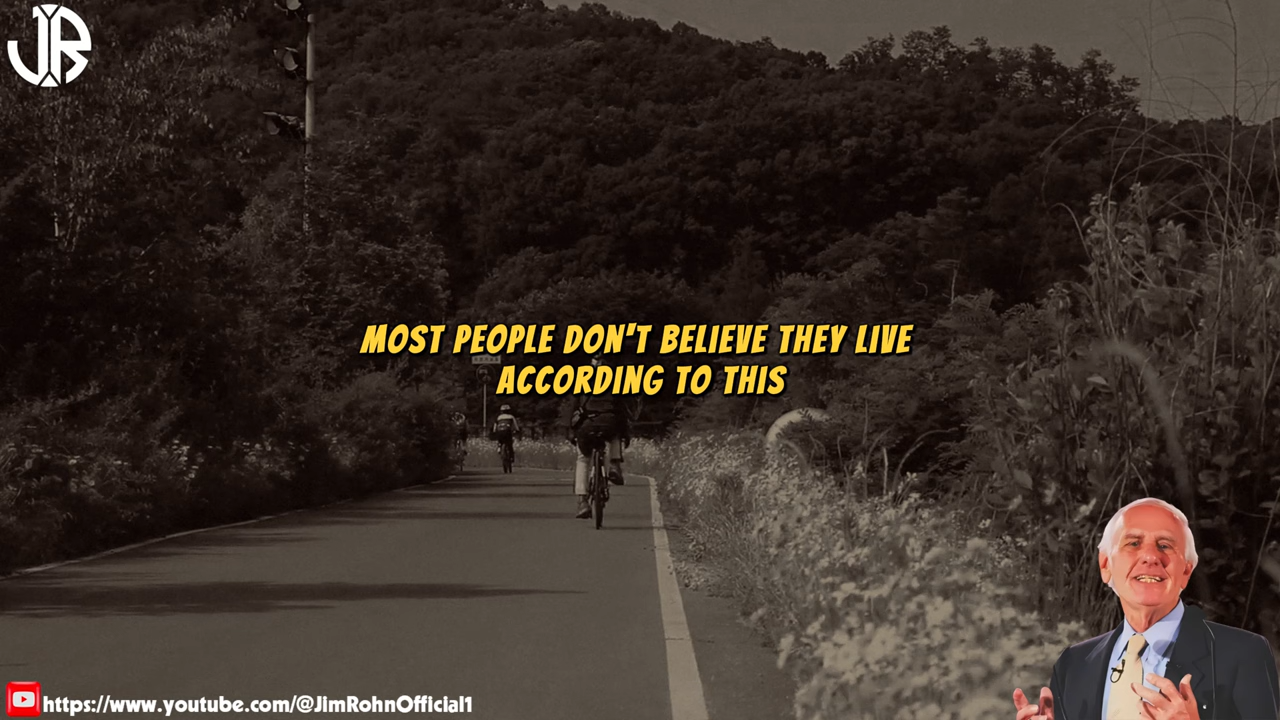 JR
MOST PEOPLE DON'T BELIEVE THEY LIVE
ACCORDING TO THIS
https://www.youtube.com/@JimRohnOfficial1